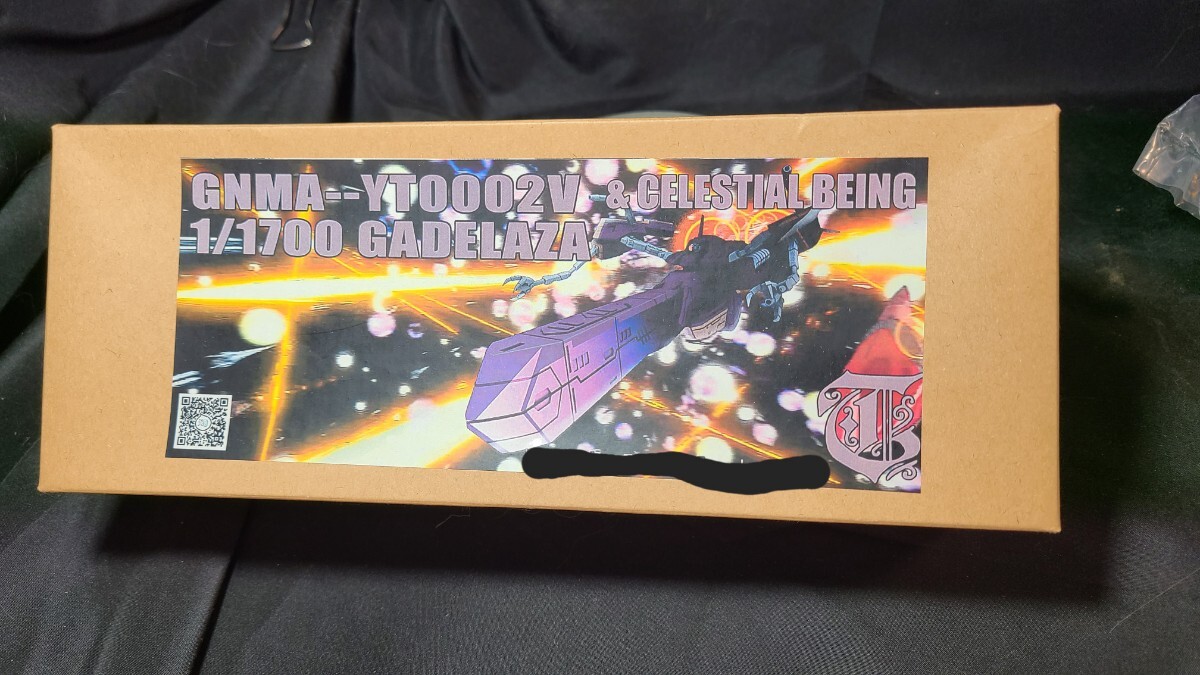 GNMA--YT0002V & CELESTIAL BEING
1/1700 GADELAZA